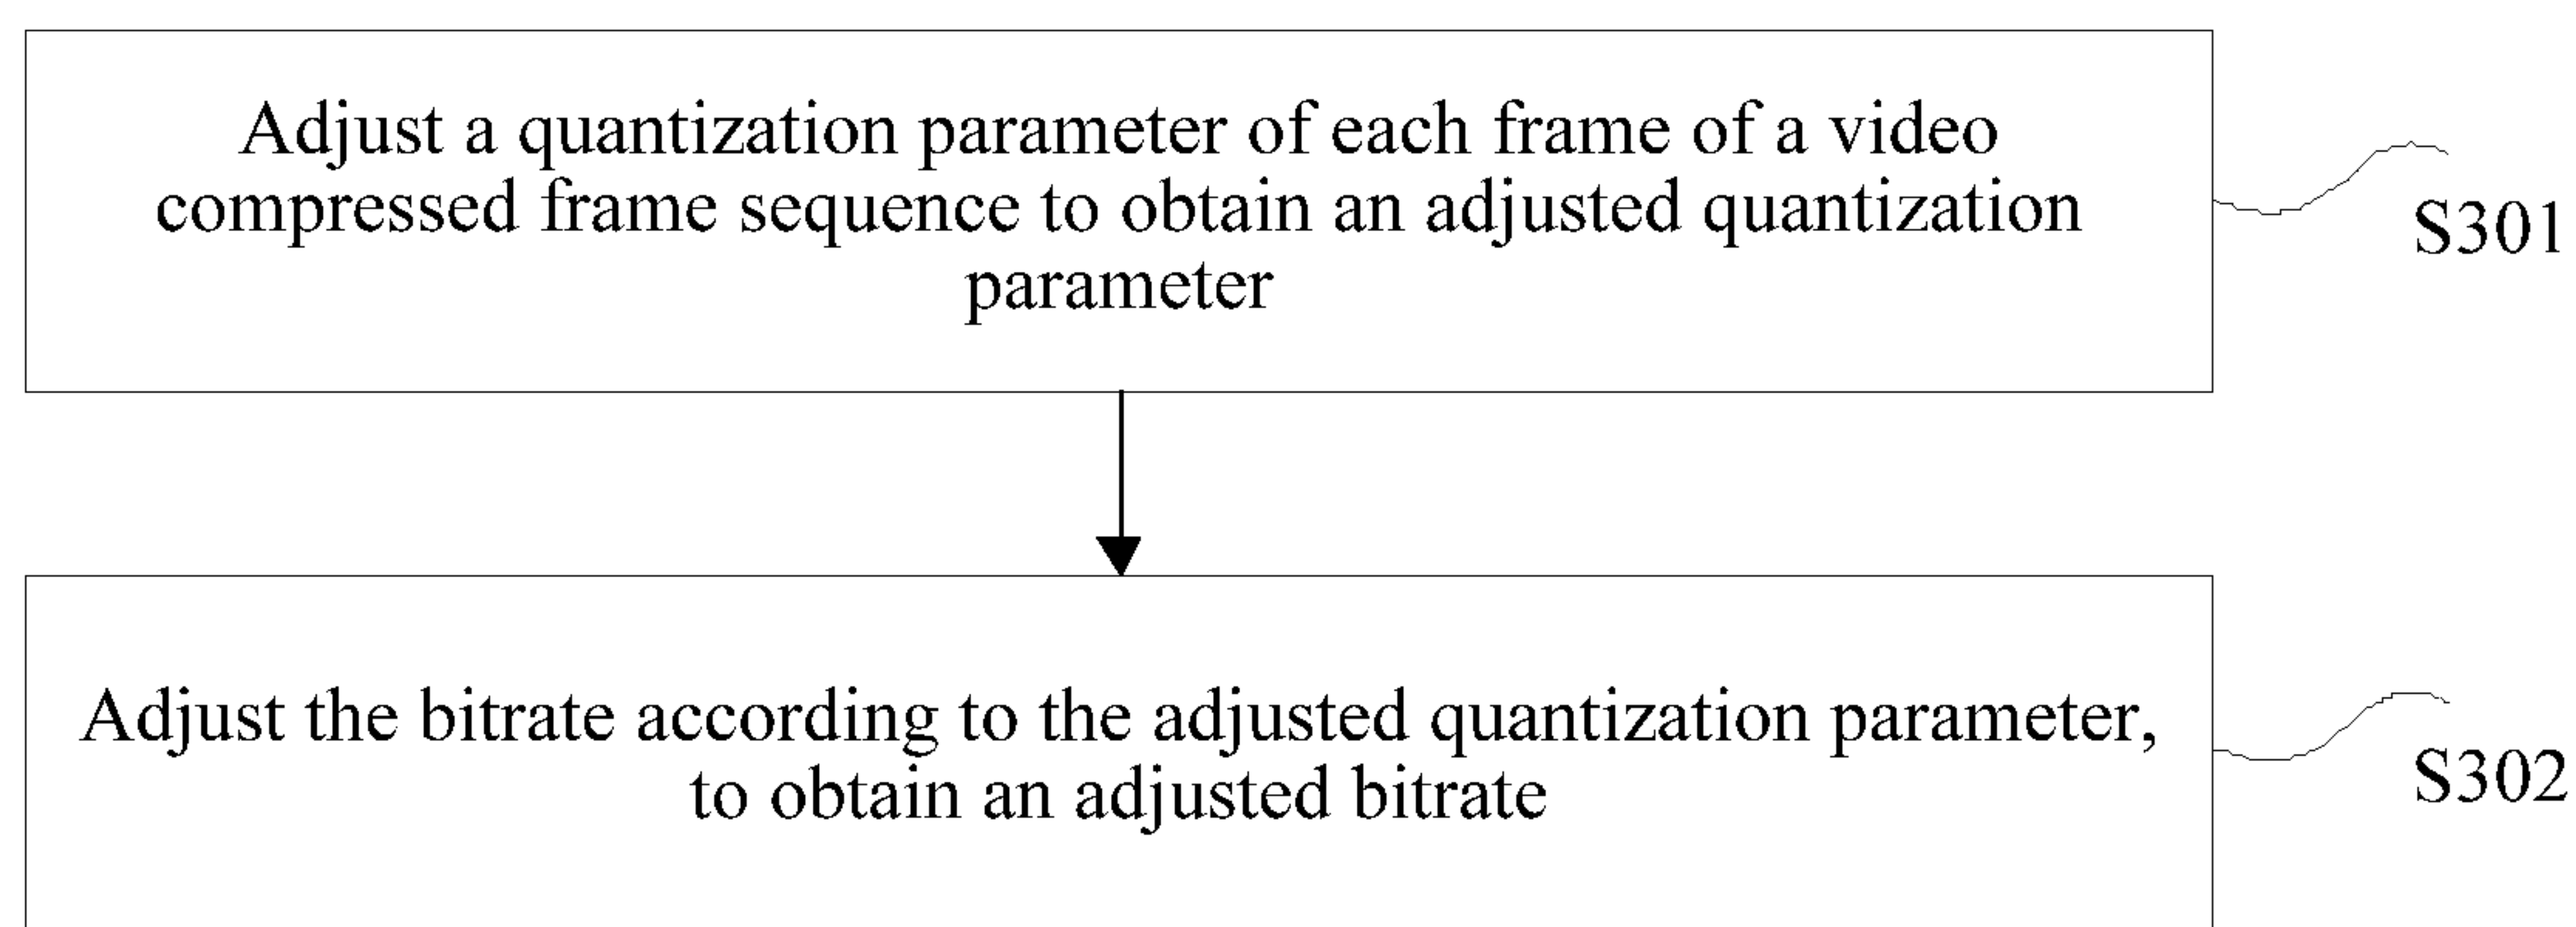 Adjust a quantization parameter of each frame of a video
compressed frame sequence to obtain an adjusted quantization
parameter
S301
Adjust the bitrate according to the adjusted quantization parameter,
to obtain an adjusted bitrate
S302